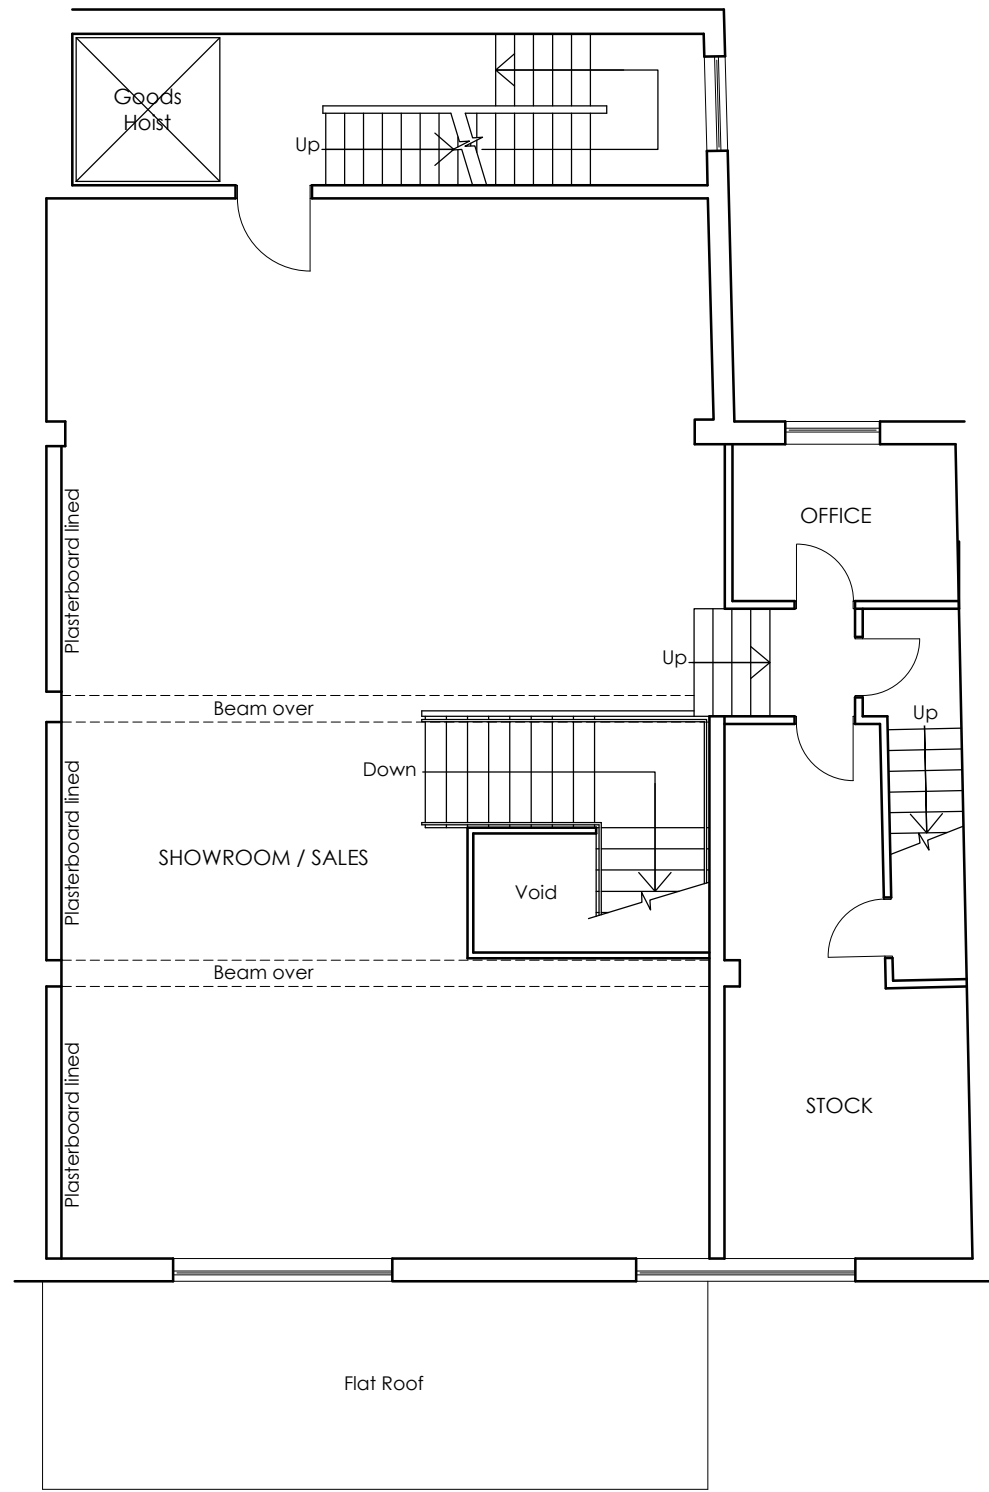 Goods
Hoist
Up
OFFICE
Plasterboard lined
Up
Beam over
Up
Down
Plasterboard lined
SHOWROOM / SALES
Void
Beam over
Plasterboard lined
STOCK
Flat Roof